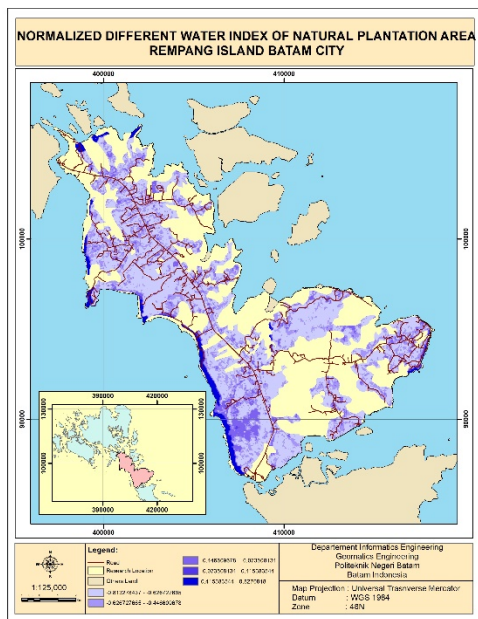 NORMALIZED DIFFERENT WATER INDEX OF NATURAL PLANTATION AREA
REMPANG ISLAND BATAM CITY
400000 410000
100000 100000
90000 90000
390000 420000
130000 130000
100000 100000
390000 420000
400000 410000
1:125,000
Legend:
Road
Research Location
Others Land
Departement Informatics Engineering
Geomatics Engineering
Politeknik Negeri Batam
Batam Indonesia
Map Projection : Universal Trasnverse Mercator
Datum : WGS 1984
Zone : 48N